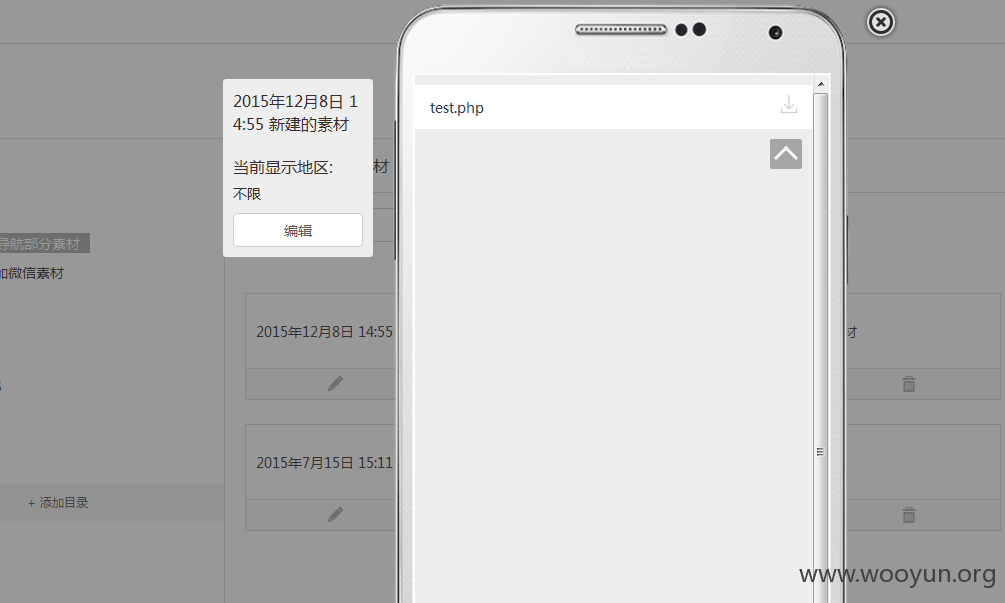 test.php
2015年12月8日 1
4:55 新建的素材
当前显示地区:
不限
编辑
材
导航部分素材
加微信素材
2015年12月8日 14:55
材
2015年7月15日 15:11
+ 添加目录
www.wooyun.org